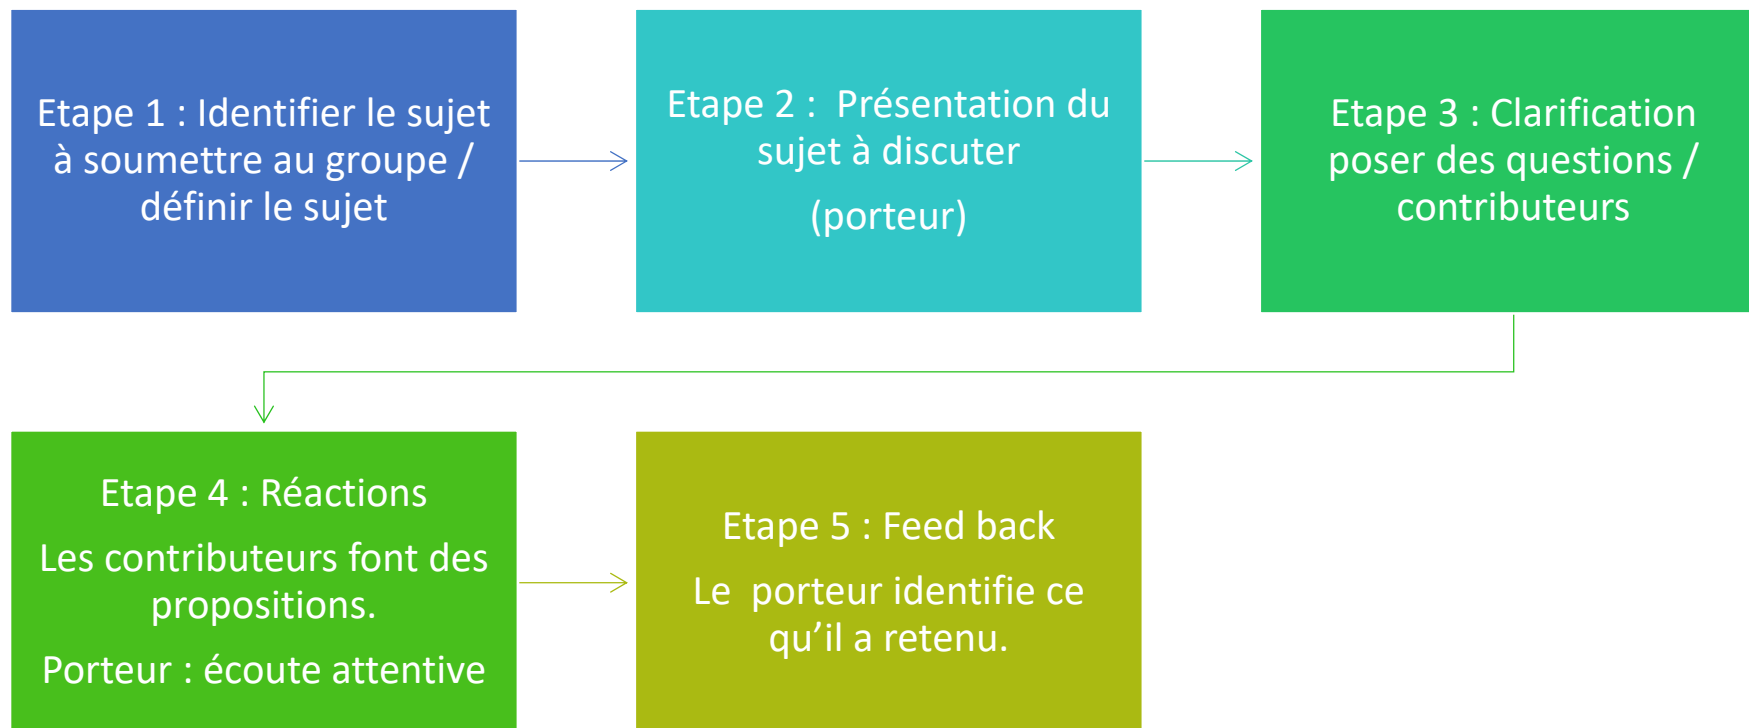 Etape 1 : Identifier le sujet
à soumettre au groupe /
définir le sujet
Etape 2 :  Présentation du
sujet à discuter
(porteur)
Etape 3 : Clarification
poser des questions /
contributeurs
Etape 4 : Réactions
Les contributeurs font des
propositions.
Porteur : écoute attentive
Etape 5 : Feed back
Le  porteur identifie ce
qu’il a retenu.